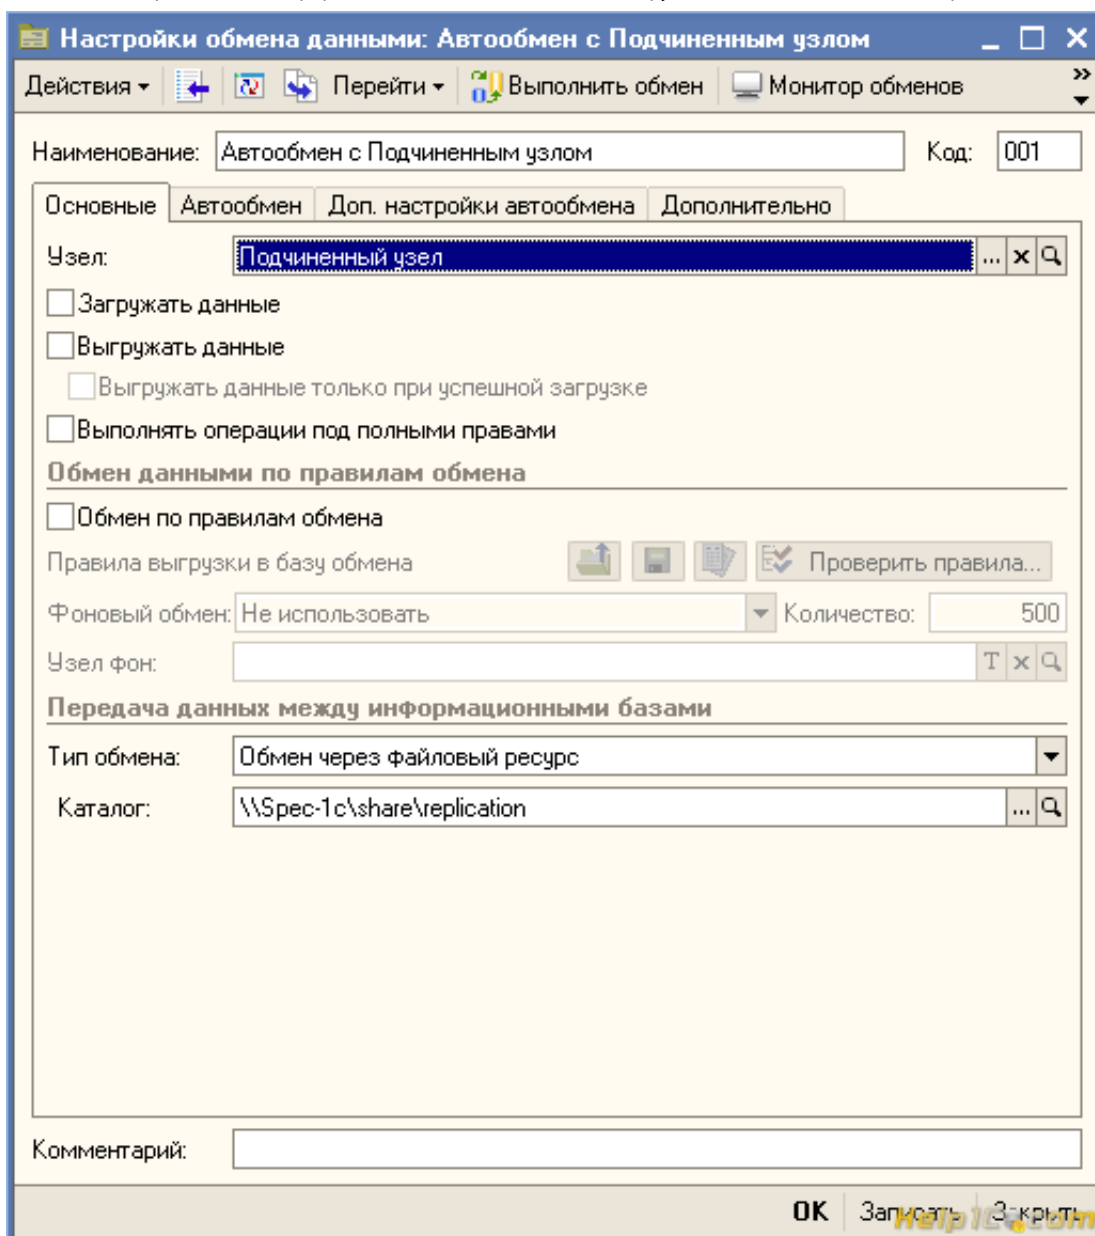 Настройки обмена данными: Автообмен с Подчиненным узлом
Действия Перейти Выполнить обмен Монитор обменов
Наименование: Автообмен с Подчиненным узлом Код: 001
Основные Автообмен Доп. настройки автообмена Дополнительно
Узел: Подчиненный узел ...
Загружать данные
Выгружать данные
Выгружать данные только при успешной загрузке
Выполнять операции под полными правами
Обмен данными по правилам обмена
Обмен по правилам обмена
Правила выгрузки в базу обмена Проверить правила...
Фоновый обмен: Не использовать Количество: 500
Узел фон: T
Передача данных между информационными базами
Тип обмена: Обмен через файловый ресурс
Каталог: \\Spec-1c\share\replication ...
Комментарий:
OK Записать Закрыть